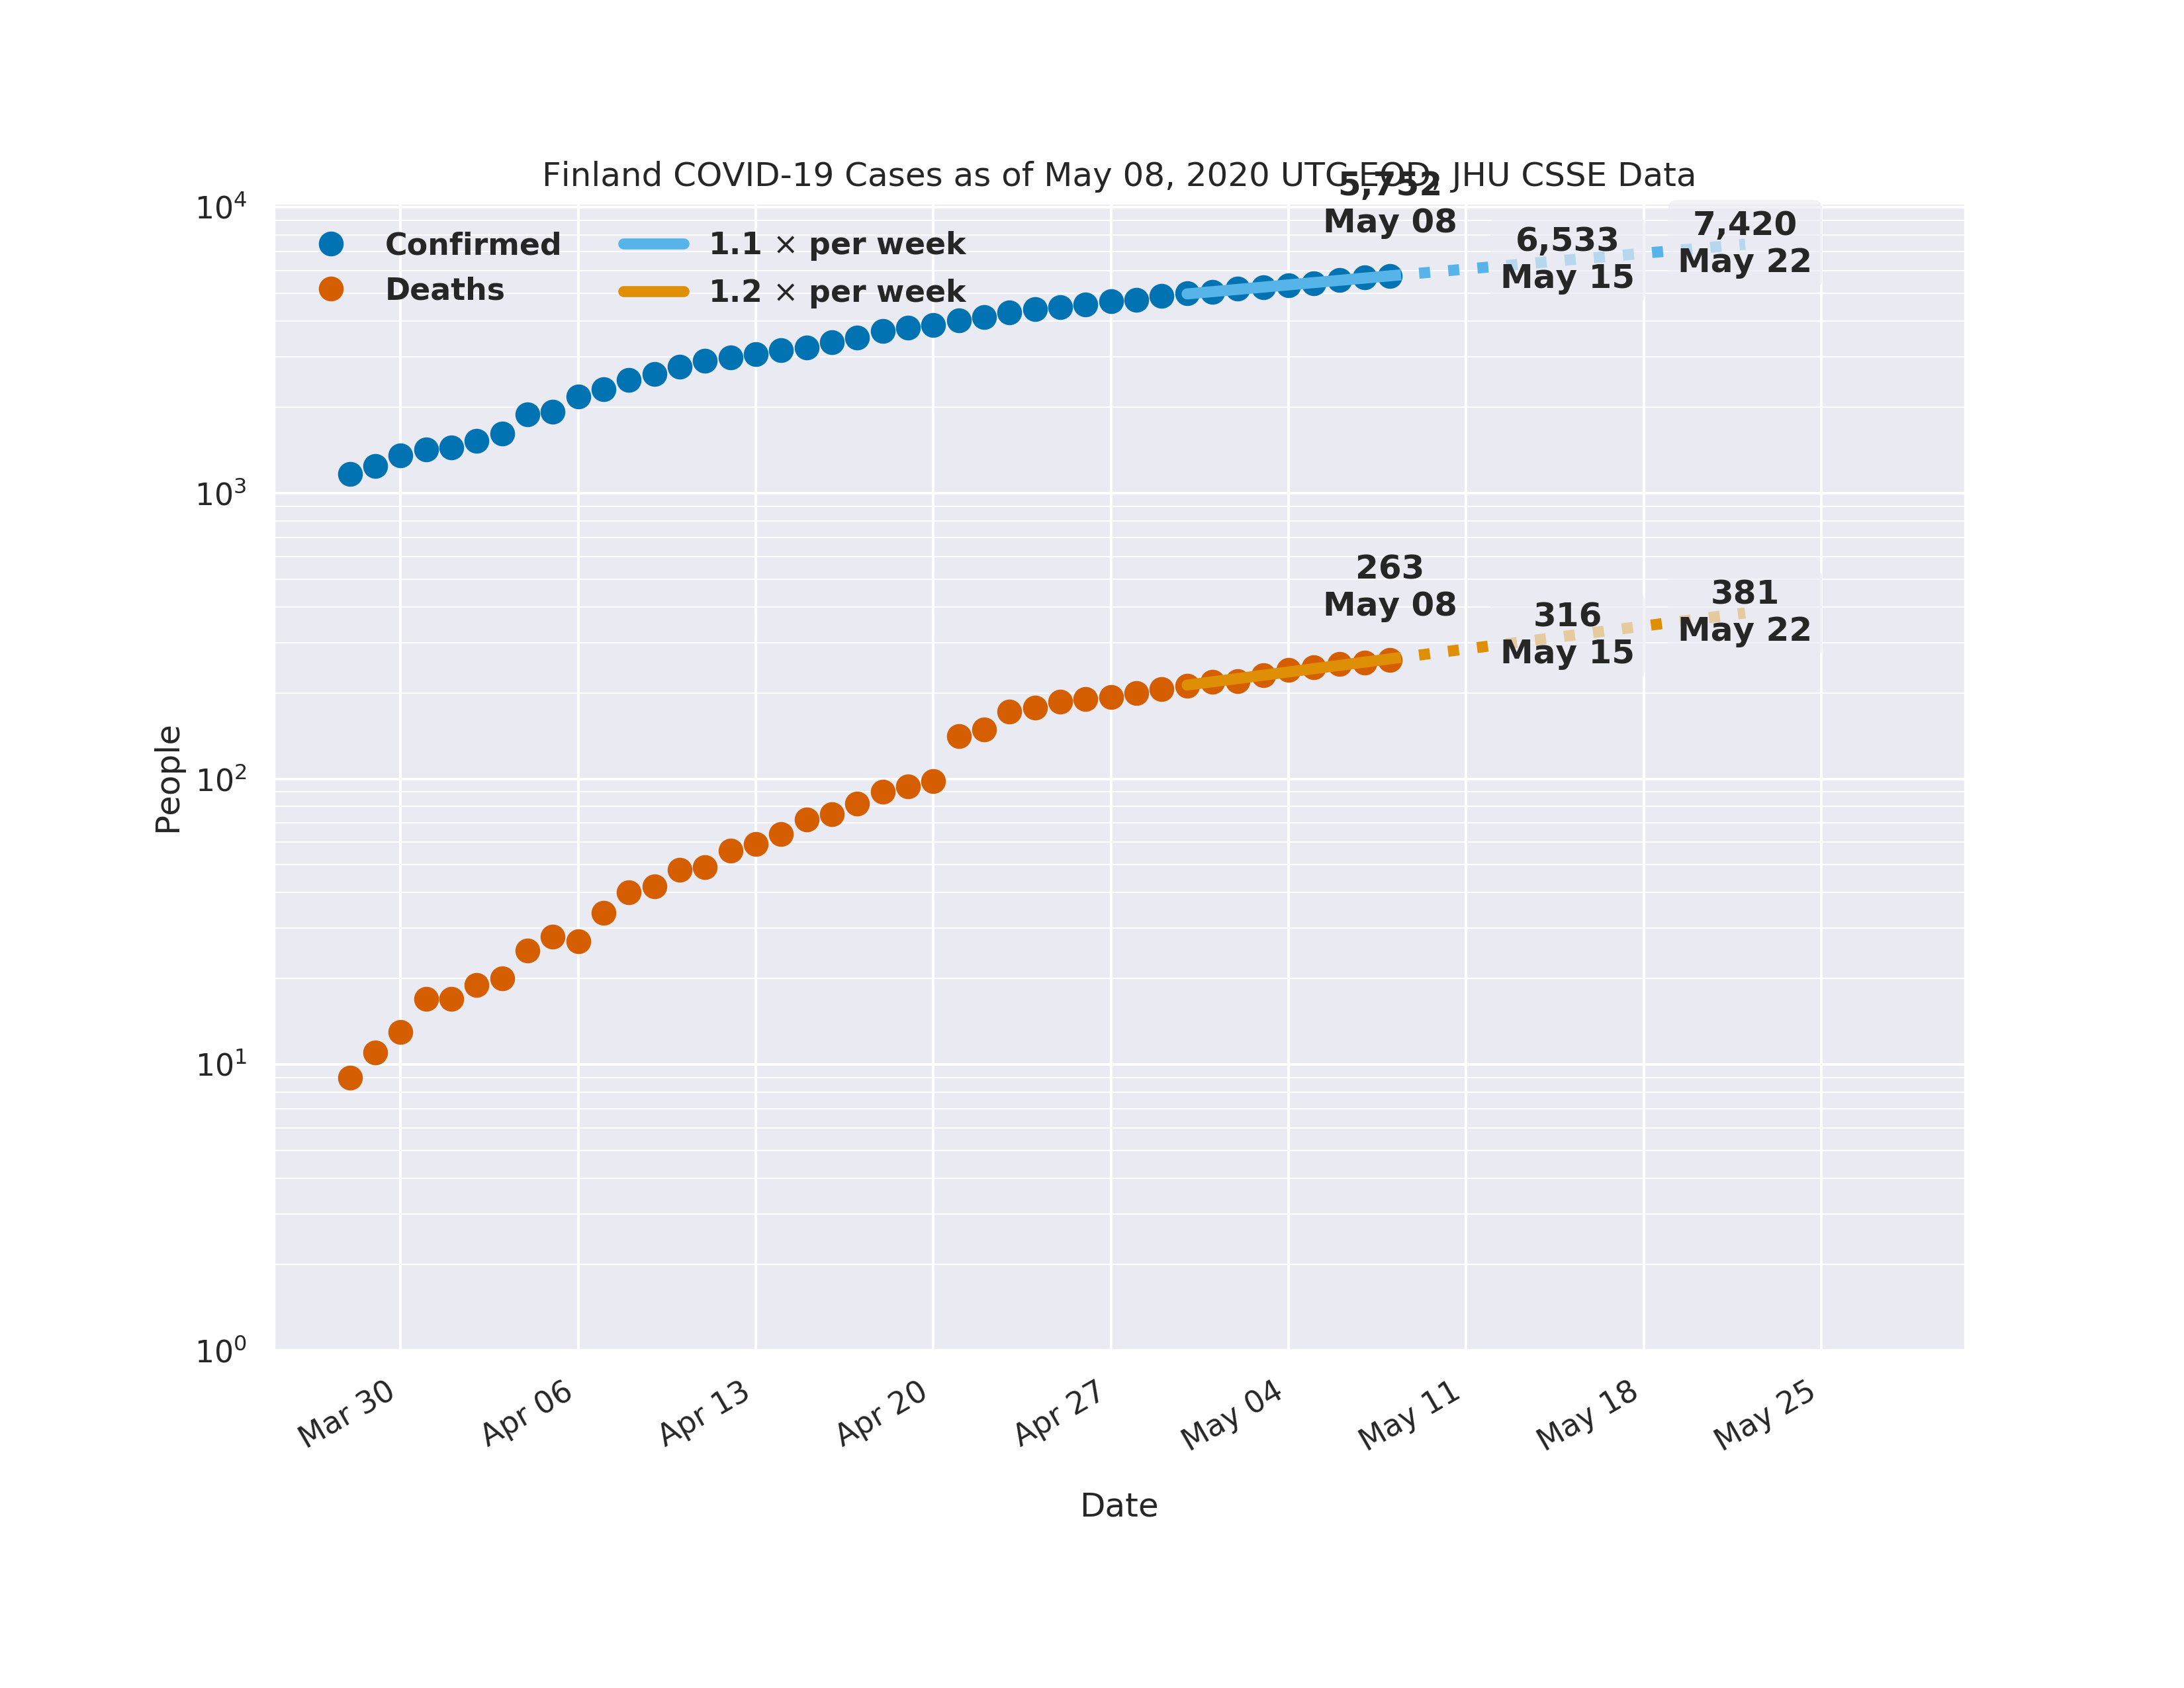 Finland COVID-19 Cases as of May 08, 2020 UTC EOD, JHU CSSE Data
5,752
May 08
6,533
May 15
7,420
May 22
Confirmed
Deaths
1.1 × per week
1.2 × per week
263
May 08
316
May 15
381
May 22
People
10⁴
10³
10²
10¹
10⁰
Mar 30
Apr 06
Apr 13
Apr 20
Apr 27
May 04
May 11
May 18
May 25
Date